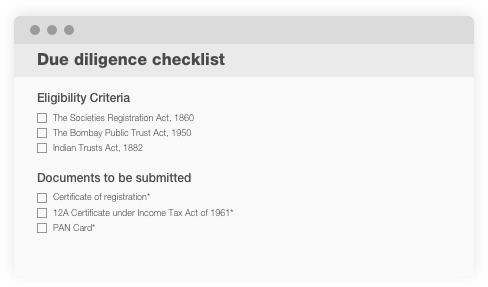 Due diligence checklist
Eligibility Criteria
The Societies Registration Act, 1860
The Bombay Public Trust Act, 1950
Indian Trusts Act, 1882
Documents to be submitted
Certificate of registration*
12A Certificate under Income Tax Act of 1961*
PAN Card*